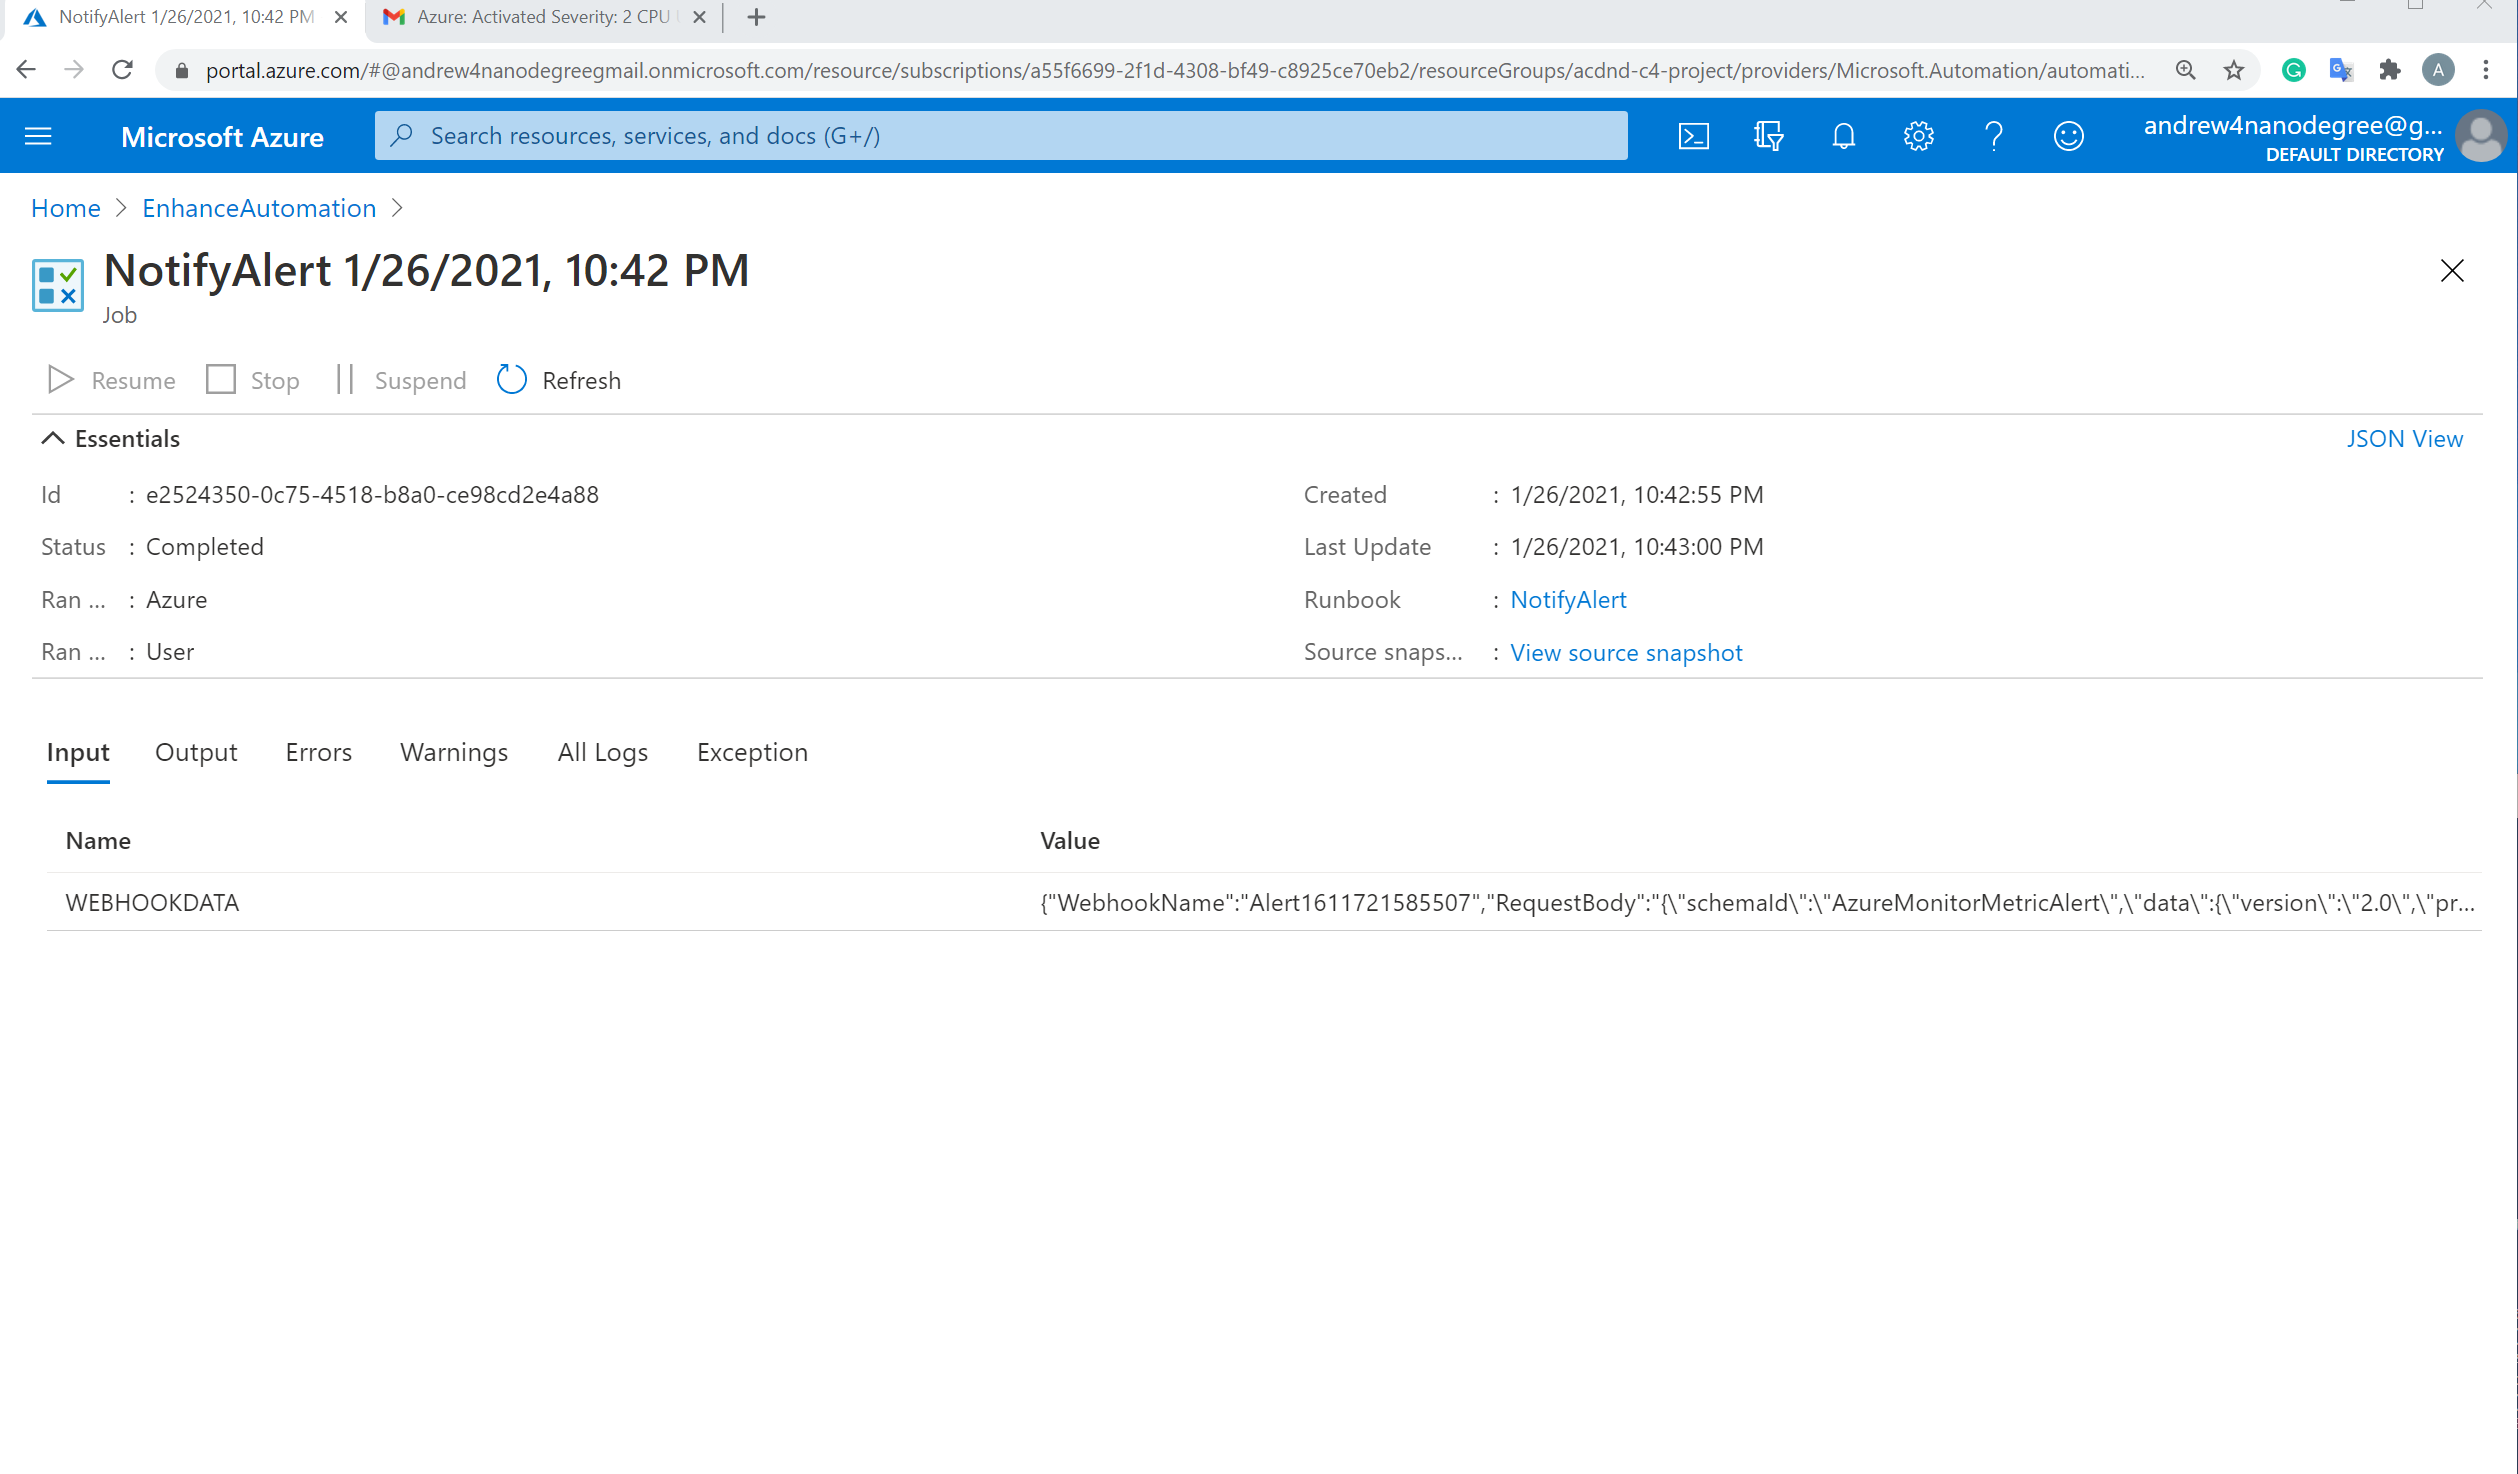 NotifyAlert 1/26/2021, 10:42 PM
Azure: Activated Severity: 2 CPU
portal.azure.com/#@andrew4nanodegreegmail.onmicrosoft.com/resource/subscriptions/a55f6699-2f1d-4308-bf49-c8925ce70eb2/resourceGroups/acdnd-c4-project/providers/Microsoft.Automation/automati...
A
Microsoft Azure
Search resources, services, and docs (G+/)
andrew4nanodegree@g...
DEFAULT DIRECTORY
Home > EnhanceAutomation >
NotifyAlert 1/26/2021, 10:42 PM
Job
Resume Stop Suspend Refresh
Essentials JSON View
Id : e2524350-0c75-4518-b8a0-ce98cd2e4a88 Created : 1/26/2021, 10:42:55 PM
Status : Completed Last Update : 1/26/2021, 10:43:00 PM
Ran ... : Azure Runbook : NotifyAlert
Ran ... : User Source snaps... : View source snapshot
Input Output Errors Warnings All Logs Exception
Name Value
WEBHOOKDATA {"WebhookName":"Alert1611721585507","RequestBody":"{\"schemaId\":\"AzureMonitorMetricAlert\",\"data\":{\"version\":\"2.0\",\"pr...